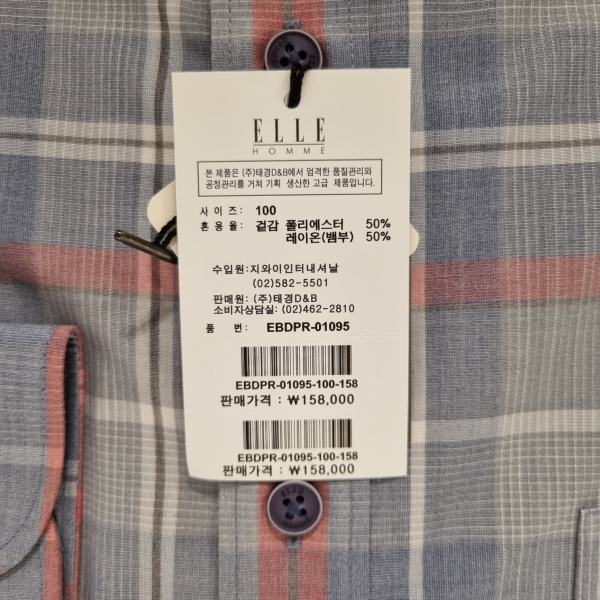 ELLE
HOMME
본 제품은 (주)태경D&B에서 엄격한 품질관리와
공정관리를 거쳐 기획 생산한 고급 제품입니다.
사 이 즈: 100
혼 용 율: 겉감 폴리에스터 50%
레이온(뱀부) 50%
수입원:지와이인터내셔날
(02)582-5501
판매원: (주)태경D&B
소비자상담실: (02)462-2810
품 번: EBDPR-01095
EBDPR-01095-100-158
판매가격 : ₩158,000
EBDPR-01095-100-158
판매가격 : ₩158,000